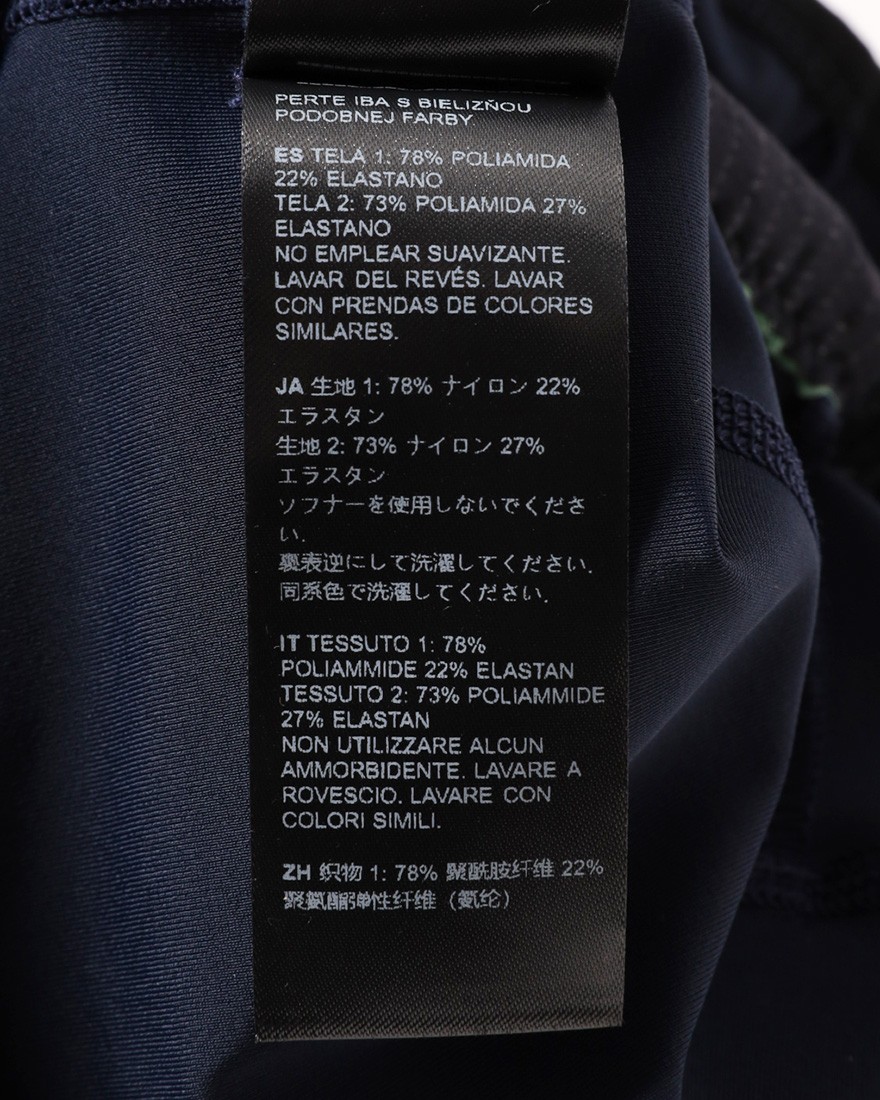 PERTE IBA S BIELIZŇOU
PODOBNEJ FARBY
ES TELA 1: 78% POLIAMIDA
22% ELASTANO
TELA 2: 73% POLIAMIDA 27%
ELASTANO
NO EMPLEAR SUAVIZANTE.
LAVAR DEL REVÉS. LAVAR
CON PRENDAS DE COLORES
SIMILARES.
JA 生地 1: 78% ナイロン 22%
エラスタン
生地 2: 73% ナイロン 27%
エラスタン
ソフナーを使用しないでくださ
い.
裏表逆にして洗濯してください.
同系色で洗濯してください.
IT TESSUTO 1: 78%
POLIAMMIDE 22% ELASTAN
TESSUTO 2: 73% POLIAMMIDE
27% ELASTAN
NON UTILIZZARE ALCUN
AMMORBIDENTE. LAVARE A
ROVESCIO. LAVARE CON
COLORI SIMILI.
ZH 织物 1: 78% 聚酰胺纤维 22%
聚氨酯弹性纤维（氨纶）